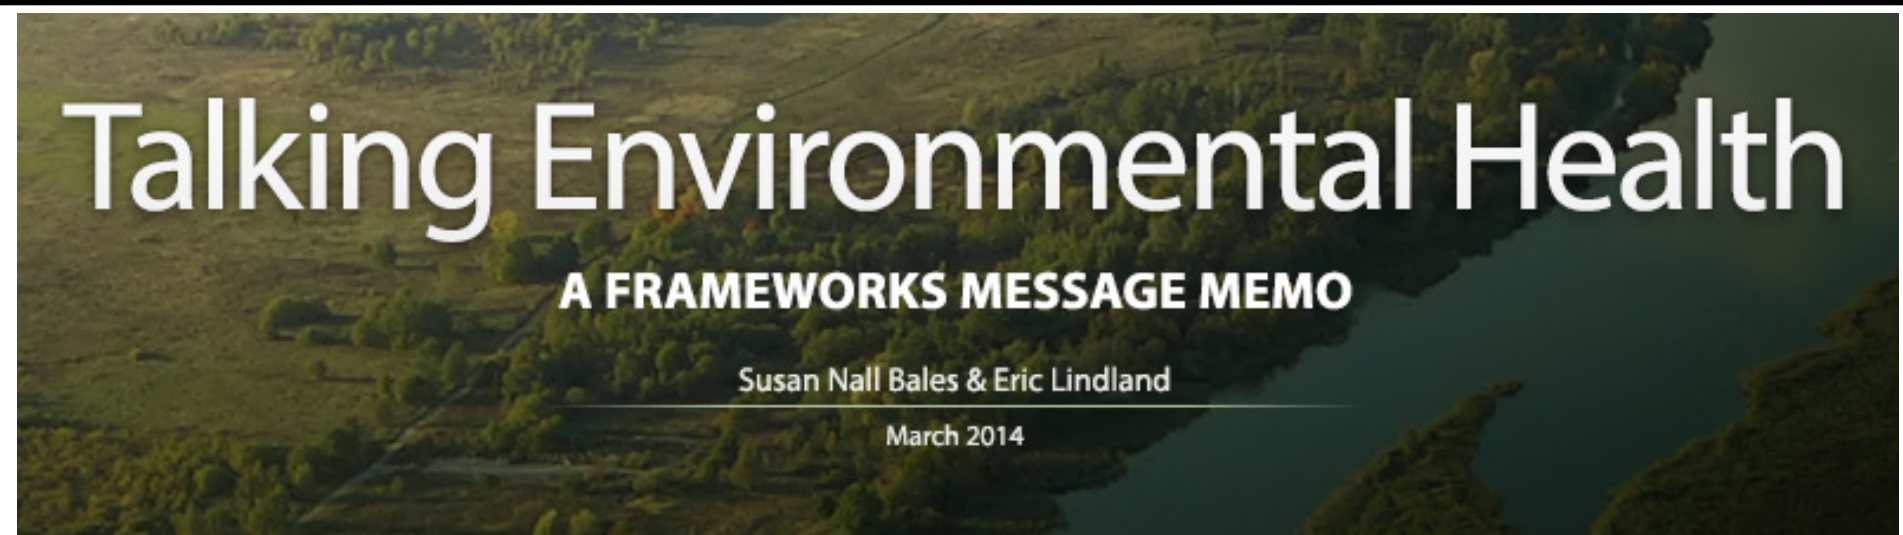 Talking Environmental Health
A FRAMEWORKS MESSAGE MEMO
Susan Nall Bales & Eric Lindland
March 2014